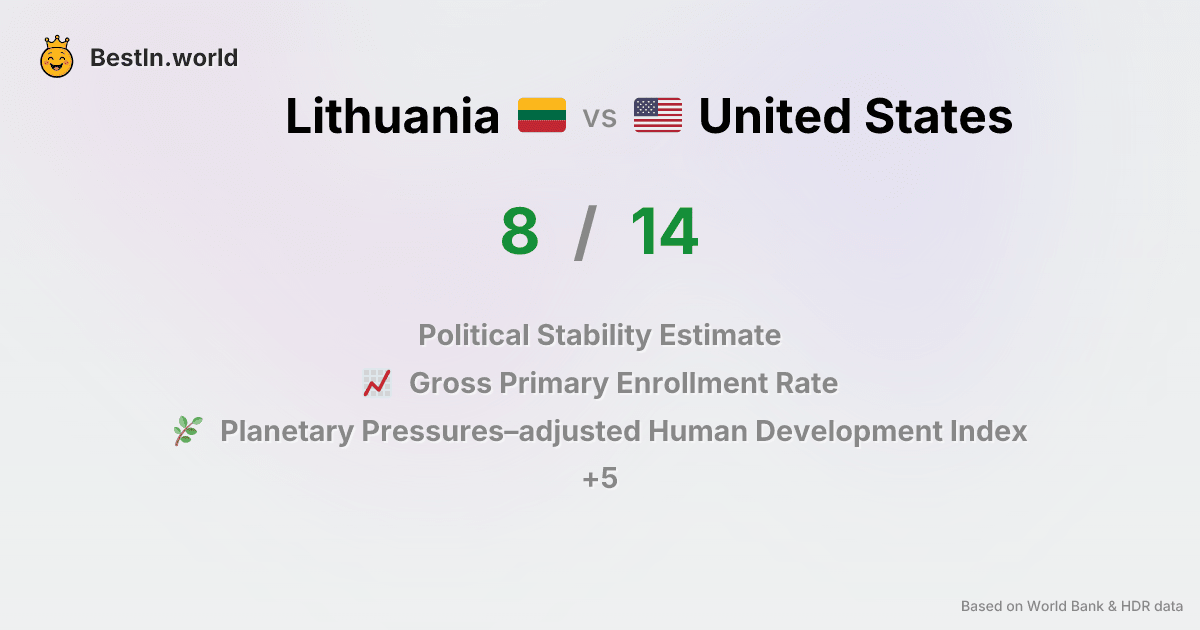 BestIn.world
Lithuania vs United States
8 / 14
Political Stability Estimate
Gross Primary Enrollment Rate
Planetary Pressures–adjusted Human Development Index
+5
Based on World Bank & HDR data